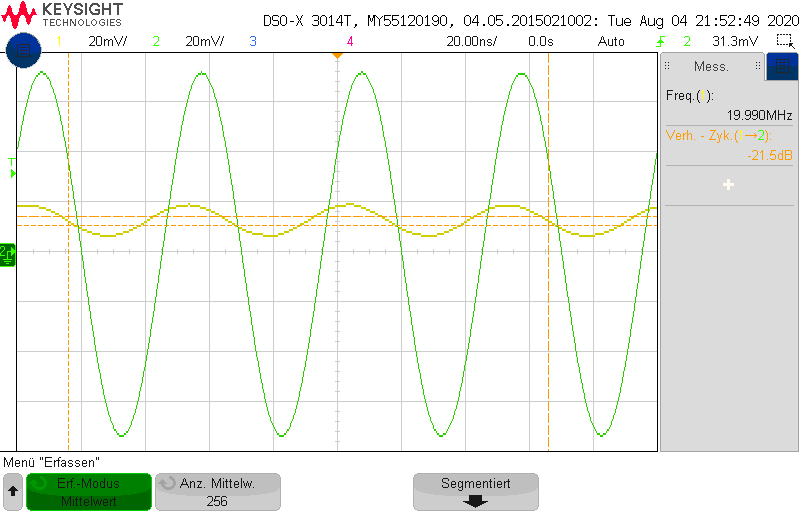 KEYSIGHT
TECHNOLOGIES
DSO-X 3014T, MY55120190, 04.05.2015021002: Tue Aug 04 21:52:49 2020
1 20mV/ 2 20mV/ 3 4 20.00ns/ 0.0s Auto 2 31.3mV
Mess.
Freq.( ):
19.990MHz
Verh. - Zyk.( →2):
-21.5dB
T
2
Menü "Erfassen"
Erf.-Modus
Mittelwert
Anz. Mittelw.
256
Segmentiert